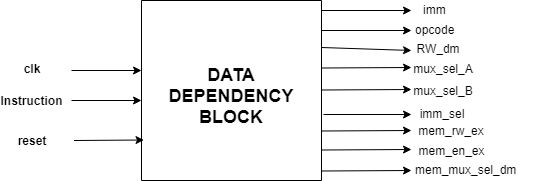 clk
Instruction
reset
DATA
DEPENDENCY
BLOCK
imm
opcode
RW_dm
mux_sel_A
mux_sel_B
imm_sel
mem_rw_ex
mem_en_ex
mem_mux_sel_dm